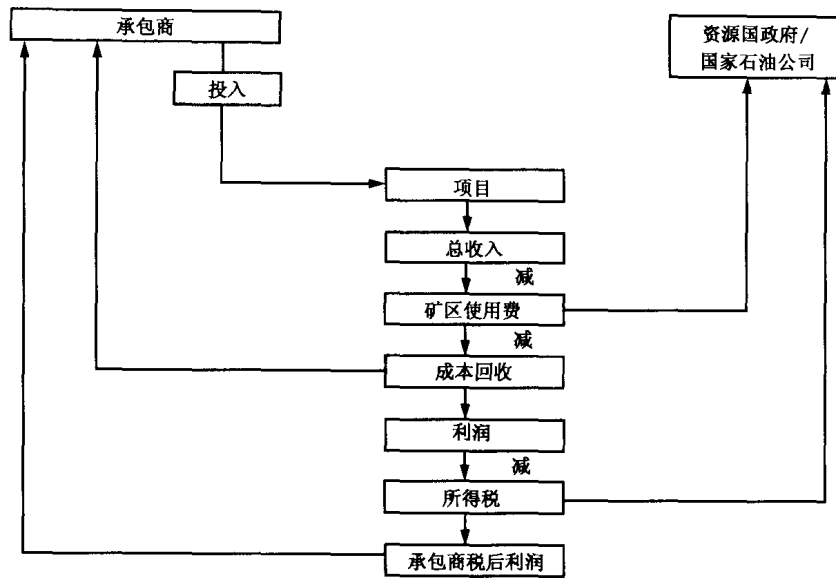 承包商
资源国政府/
国家石油公司
投入
项目
总收入
减
矿区使用费
减
成本回收
利润
减
所得税
承包商税后利润